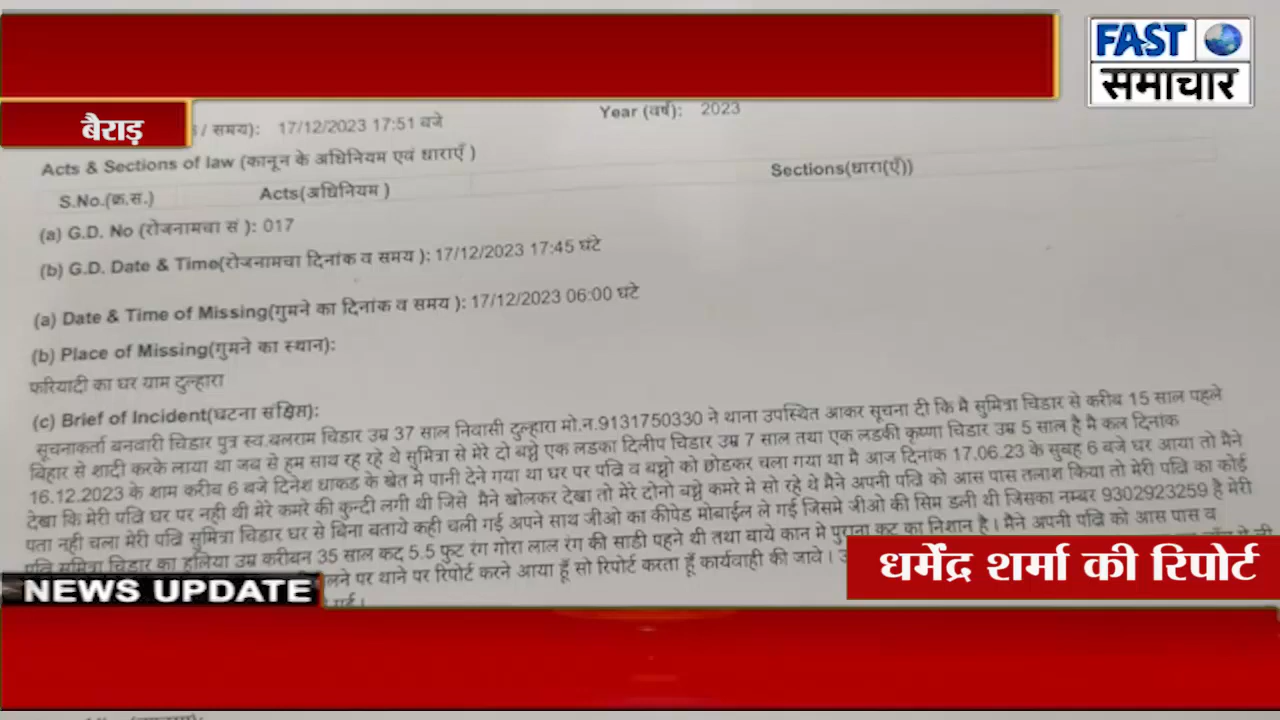 FAST
समाचार
बैराड़
/ समय): 17/12/2023 17:51 बजे
Year (वर्ष): 2023
Acts & Sections of law (कानून के अधिनियम एवं धाराएँ )
S.No.(क्र.स.) Acts(अधिनियम ) Sections(धारा(एँ))
(a) G.D. No (रोजनामचा सं ): 017
(b) G.D. Date & Time(रोजनामचा दिनांक व समय ): 17/12/2023 17:45 घंटे
(a) Date & Time of Missing(गुमने का दिनांक व समय ): 17/12/2023 06:00 घटे
(b) Place of Missing(गुमने का स्थान):
फरियादी का घर ग्राम दुल्हारा
(c) Brief of Incident(घटना संक्षिप्त):
सूचनाकर्ता बनवारी चिडार पुत्र स्व.बलराम चिडार उम्र 37 साल निवासी दुल्हारा मो.न.9131750330 ने थाना उपस्थित आकर सूचना दी कि मै सुमित्रा चिडार से करीब 15 साल पहले
बिहार से शादी करके लाया था जब से हम साथ रह रहे थे सुमित्रा से मेरे दो बच्चे एक लडका दिलीप चिडार उम्र 7 साल तथा एक लडकी कृष्णा चिडार उम्र 5 साल है मै कल दिनांक
16.12.2023 के शाम करीब 6 बजे दिनेश धाकड के खेत मे पानी देने गया था घर पर पत्नि व बच्चो को छोडकर चला गया था मै आज दिनांक 17.06.23 के सुबह 6 बजे घर आया तो मैने
देखा कि मेरी पत्नि घर पर नही थी मेरे कमरे की कुन्दी लगी थी जिसे मैने खोलकर देखा तो मेरे दोनो बच्चे कमरे मे सो रहे थे मैने अपनी पत्नि को आस पास तलाश किया तो मेरी पत्नि का कोई
पता नही चला मेरी पत्नि सुमित्रा चिडार घर से बिना बताये कही चली गई अपने साथ जीओ का कीपेड मोबाईल ले गई जिसमे जीओ की सिम डली थी जिसका नम्बर 9302923259 है मेरी
पत्नि सुमित्रा चिडार का हुलिया उम्र करीबन 35 साल कद 5.5 फुट रंग गोरा लाल रंग की साडी पहने थी तथा बाये कान मे पुराना कट का निशान है। मैने अपनी पत्नि को आस पास व
लने पर थाने पर रिपोर्ट करने आया हूँ सो रिपोर्ट करता हूँ कार्यवाही की जावे।
धर्मेंद्र शर्मा की रिपोर्ट
NEWS UPDATE